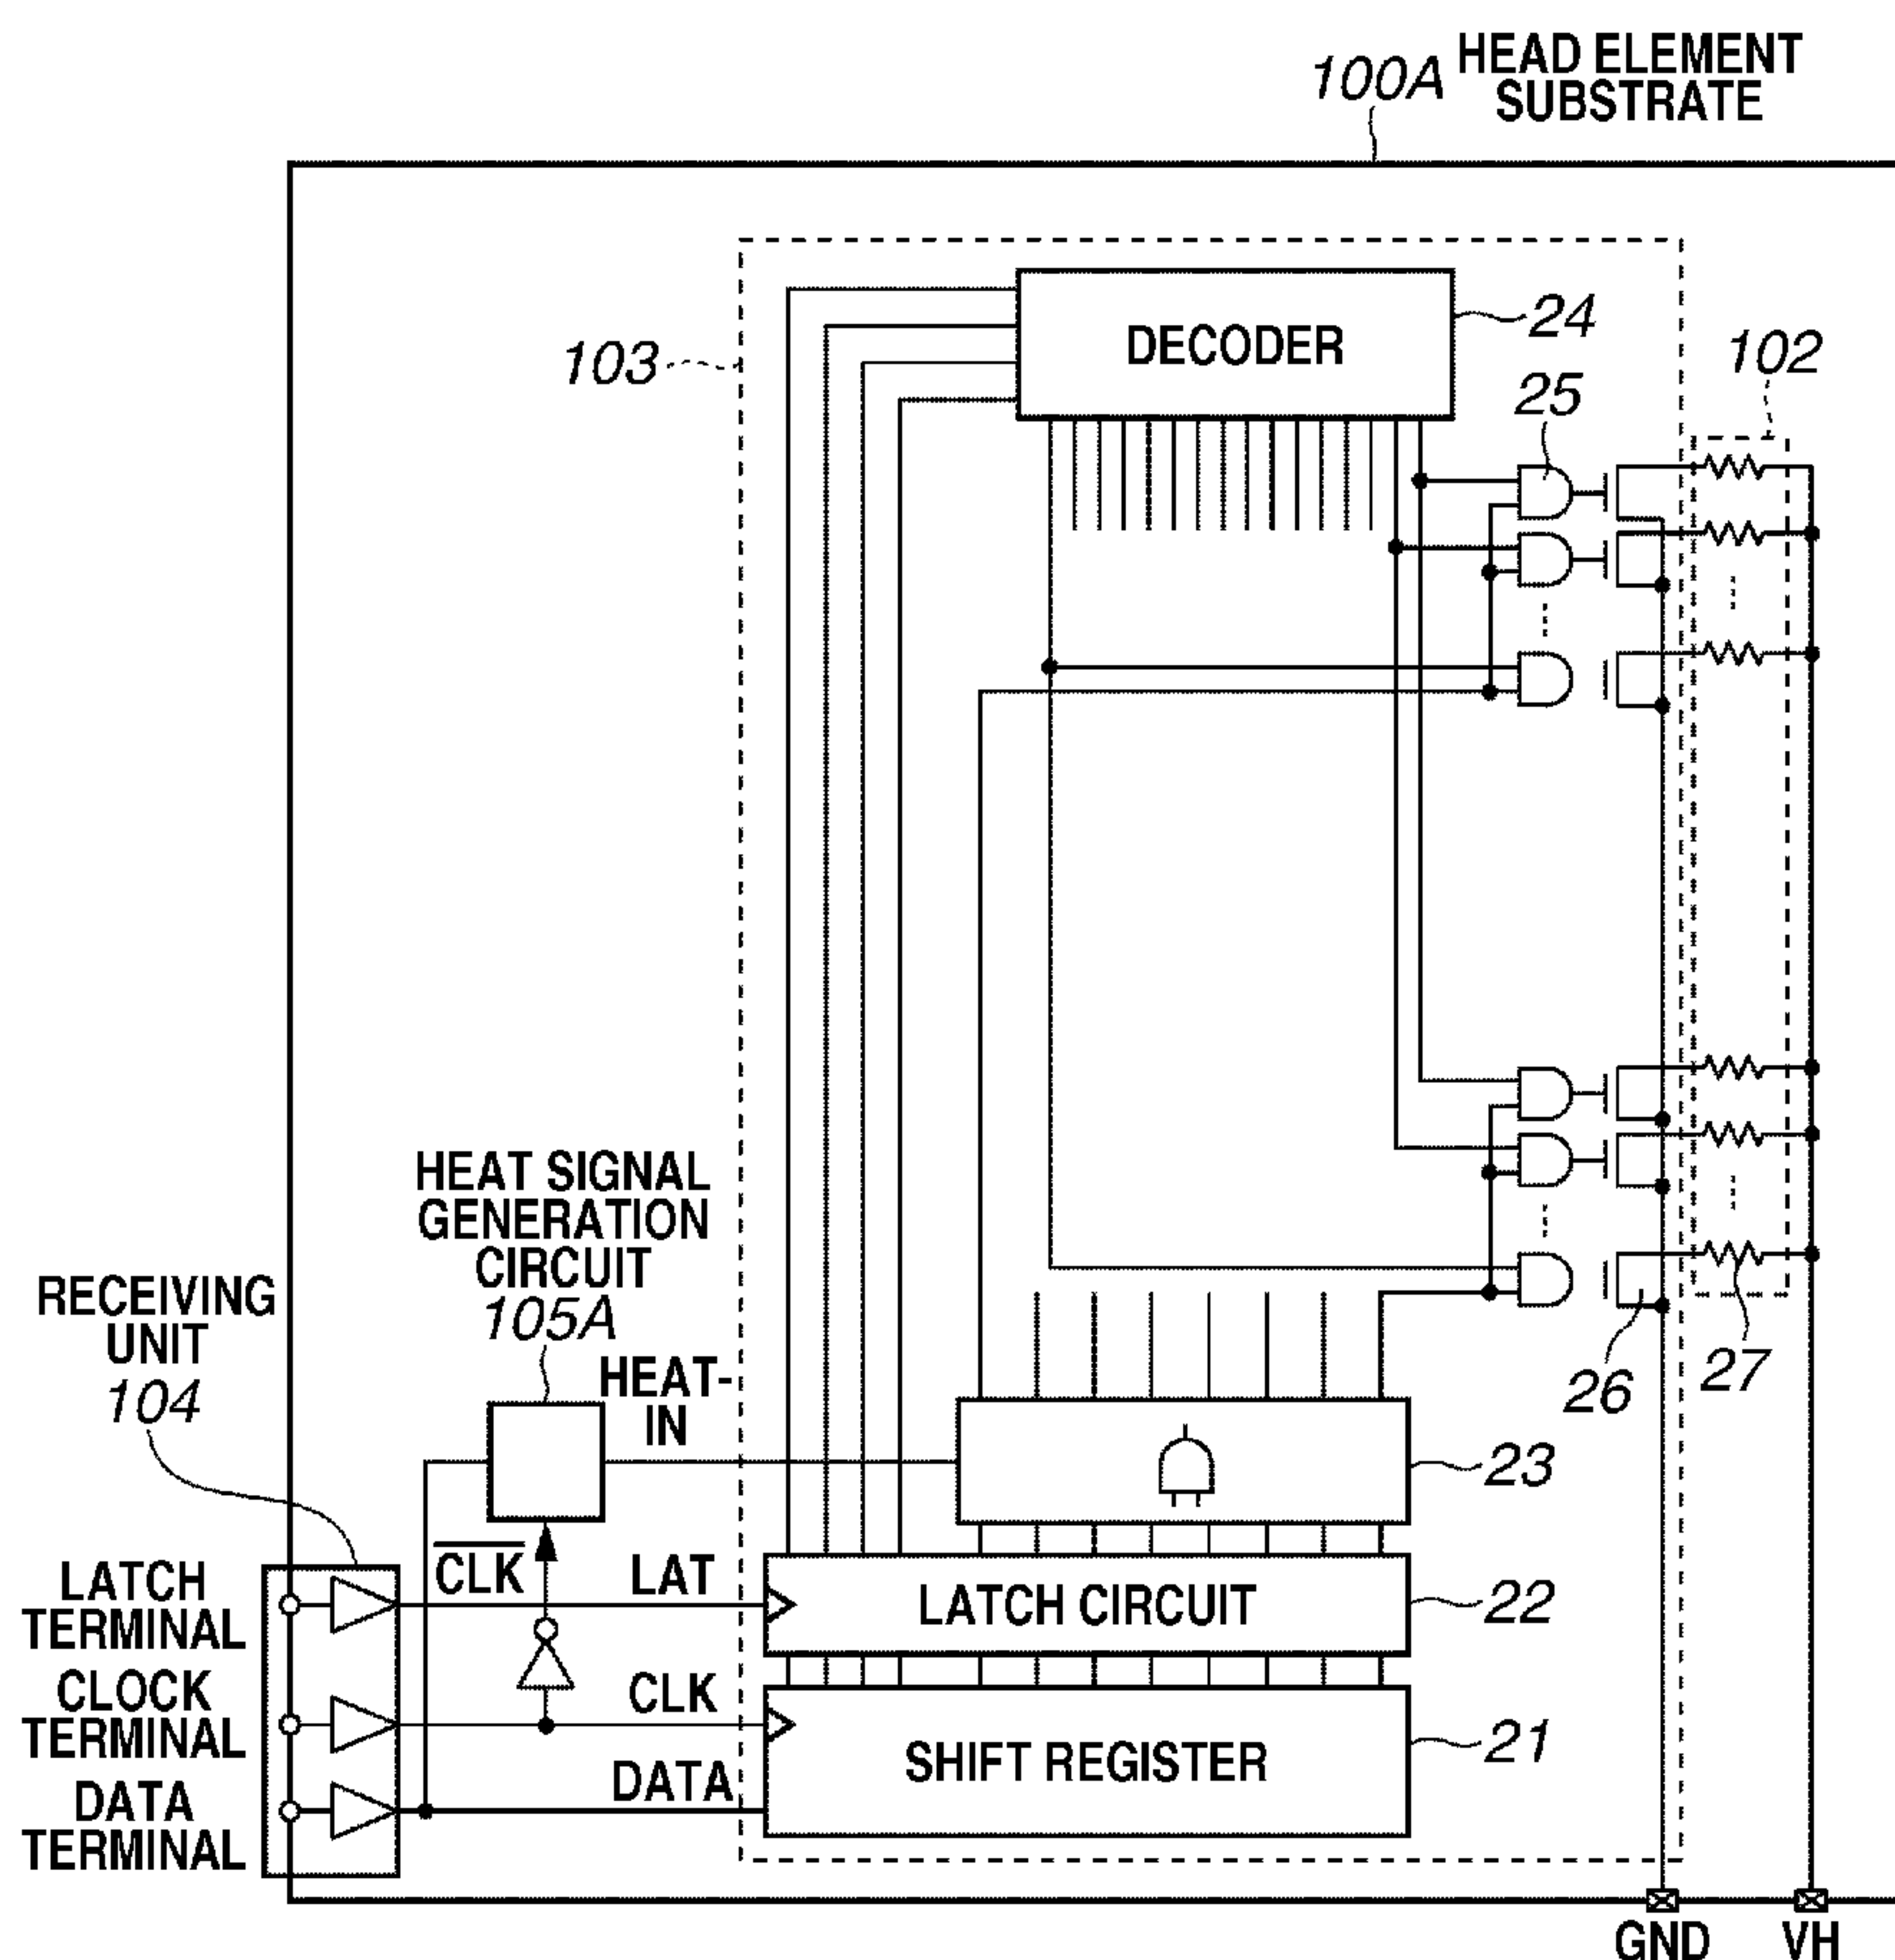 100A HEAD ELEMENT
SUBSTRATE
103
DECODER
24
25
102
HEAT SIGNAL
GENERATION
CIRCUIT
105A
RECEIVING
UNIT
104
HEAT-
IN
26
27
23
CLK
LAT
LATCH CIRCUIT
22
LATCH
TERMINAL
CLOCK
TERMINAL
CLK
DATA
TERMINAL
DATA
SHIFT REGISTER
21
GND
VH